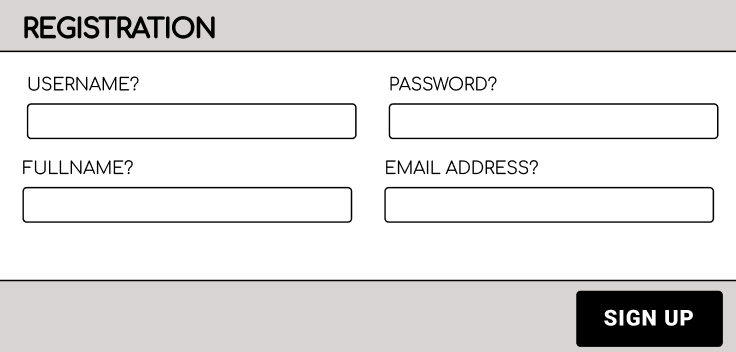 REGISTRATION
USERNAME? PASSWORD?
FULLNAME? EMAIL ADDRESS?
SIGN UP